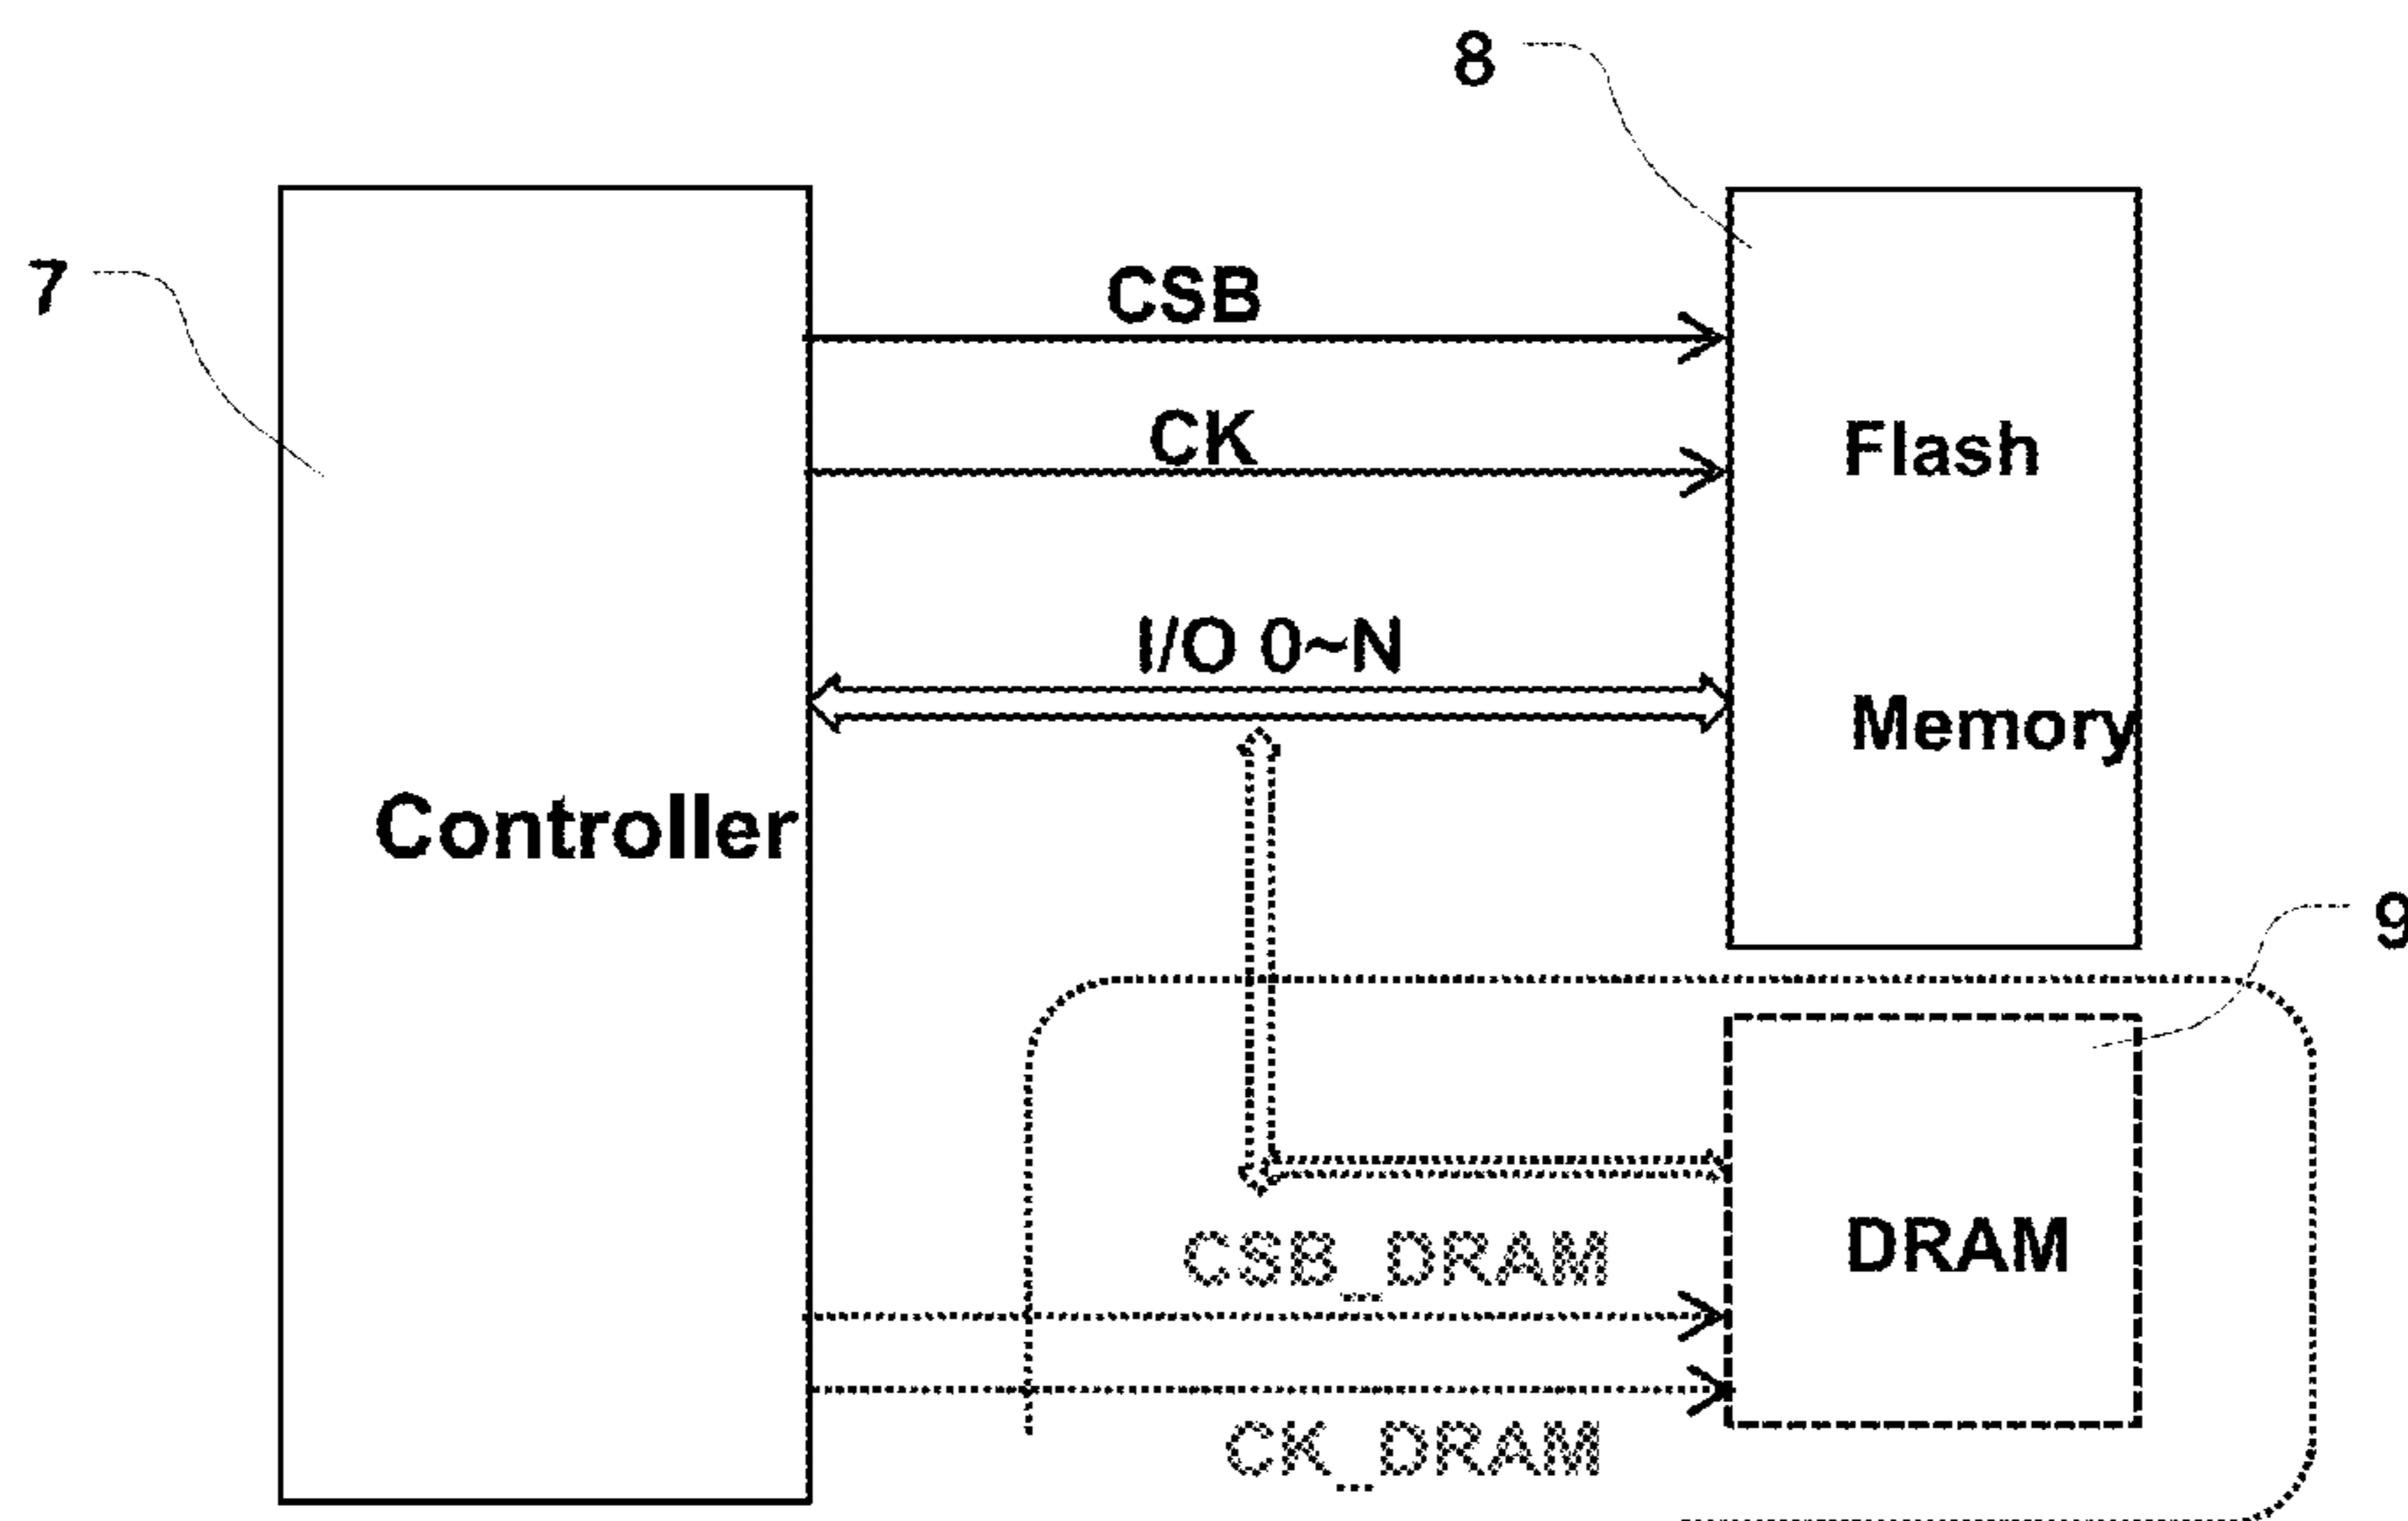 8
7
CSB
CK
Flash
I/O 0~N
Memory
Controller
9
CSB_DRAM
DRAM
CK_DRAM